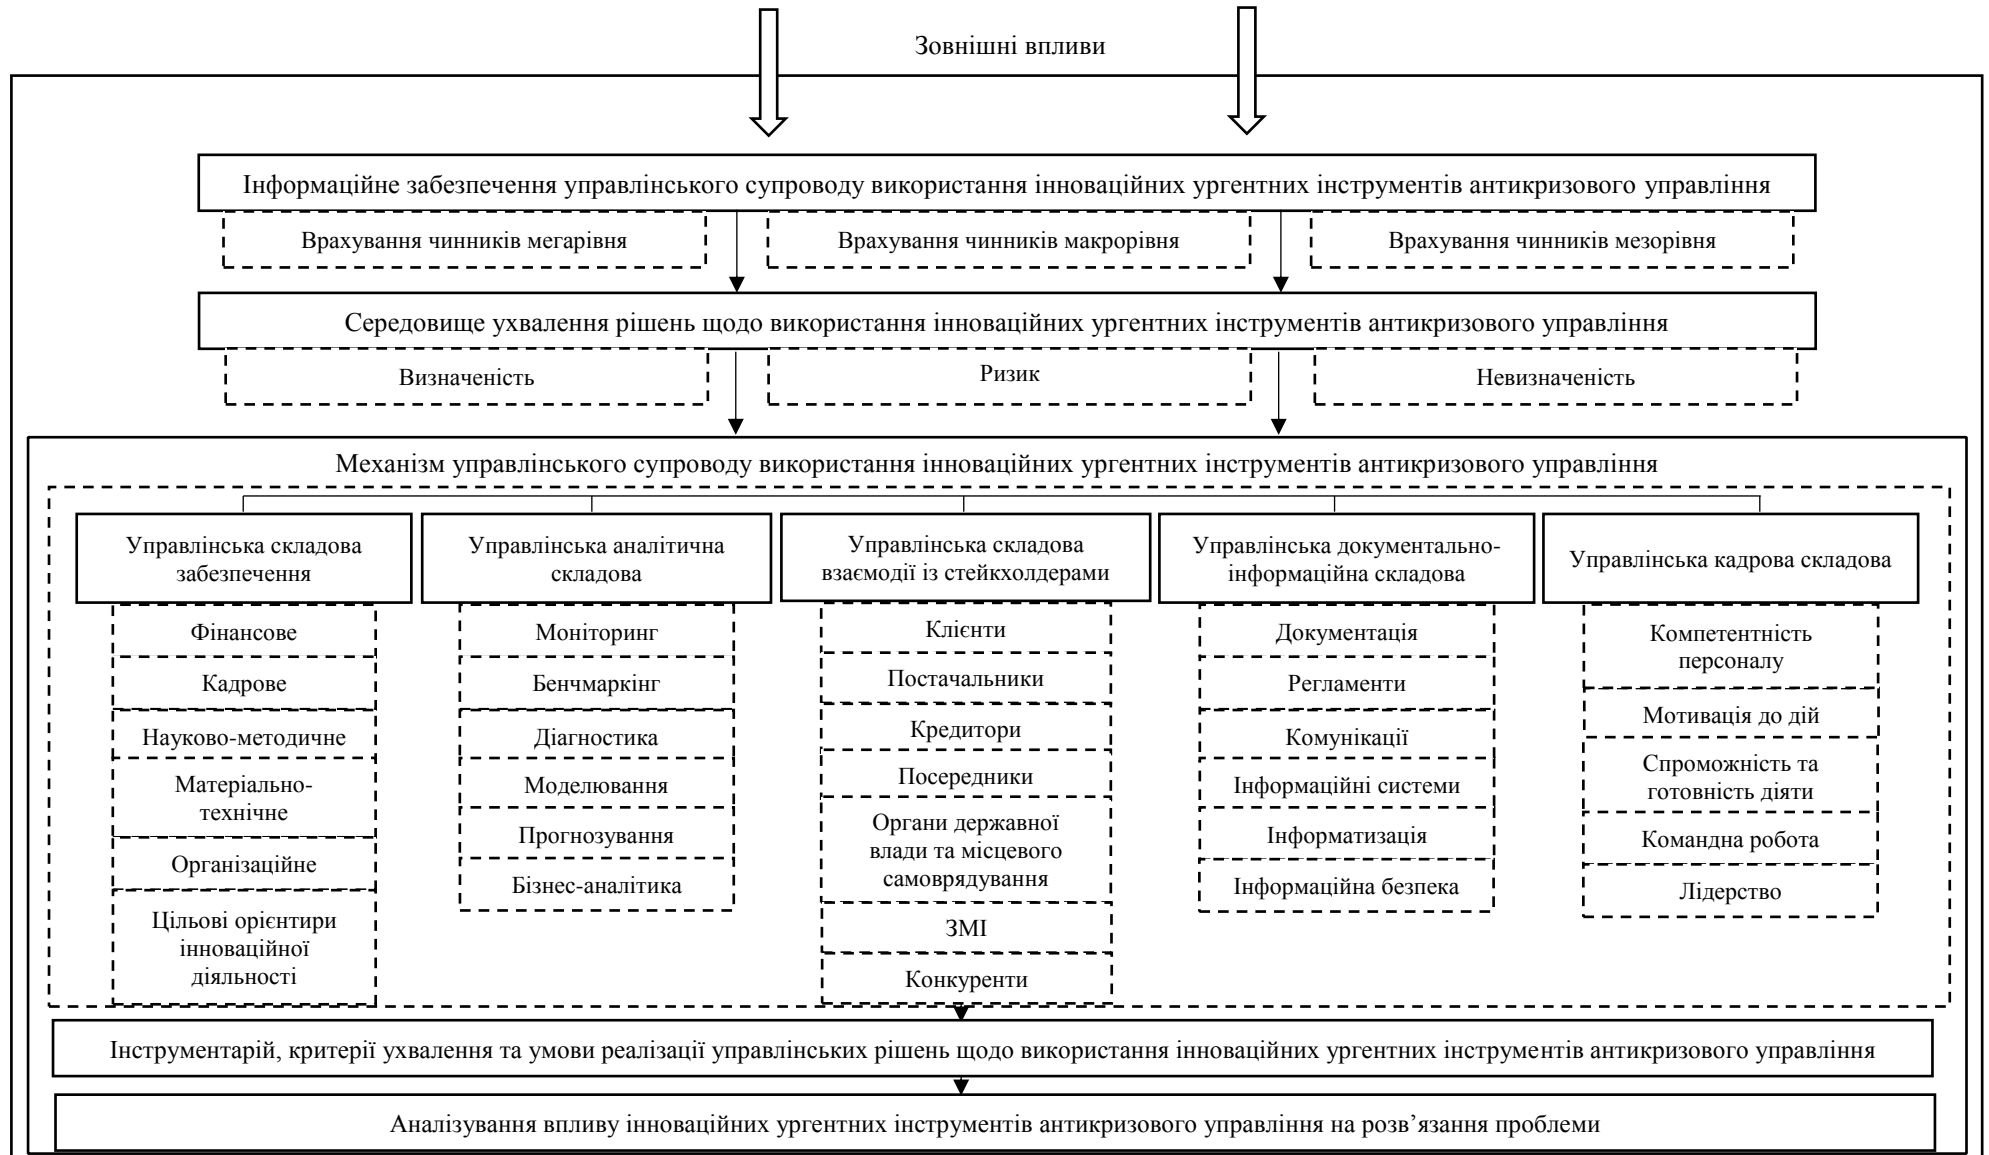 Зовнішні впливи
Інформаційне забезпечення управлінського супроводу використання інноваційних ургентних інструментів антикризового управління
Врахування чинників мегарівня
Врахування чинників макрорівня
Врахування чинників мезорівня
Середовище ухвалення рішень щодо використання інноваційних ургентних інструментів антикризового управління
Визначеність
Ризик
Невизначеність
Механізм управлінського супроводу використання інноваційних ургентних інструментів антикризового управління
Управлінська складова
забезпечення
Фінансове
Кадрове
Науково-методичне
Матеріально-
технічне
Організаційне
Цільові орієнтири
інноваційної
діяльності
Управлінська аналітична
складова
Моніторинг
Бенчмаркінг
Діагностика
Моделювання
Прогнозування
Бізнес-аналітика
Управлінська складова
взаємодії із стейкхолдерами
Клієнти
Постачальники
Кредитори
Посередники
Органи державної
влади та місцевого
самоврядування
ЗМІ
Конкуренти
Управлінська документально-
інформаційна складова
Документація
Регламенти
Комунікації
Інформаційні системи
Інформатизація
Інформаційна безпека
Управлінська кадрова складова
Компетентність
персоналу
Мотивація до дій
Спроможність та
готовність діяти
Командна робота
Лідерство
Інструментарій, критерії ухвалення та умови реалізації управлінських рішень щодо використання інноваційних ургентних інструментів антикризового управління
Аналізування впливу інноваційних ургентних інструментів антикризового управління на розв’язання проблеми